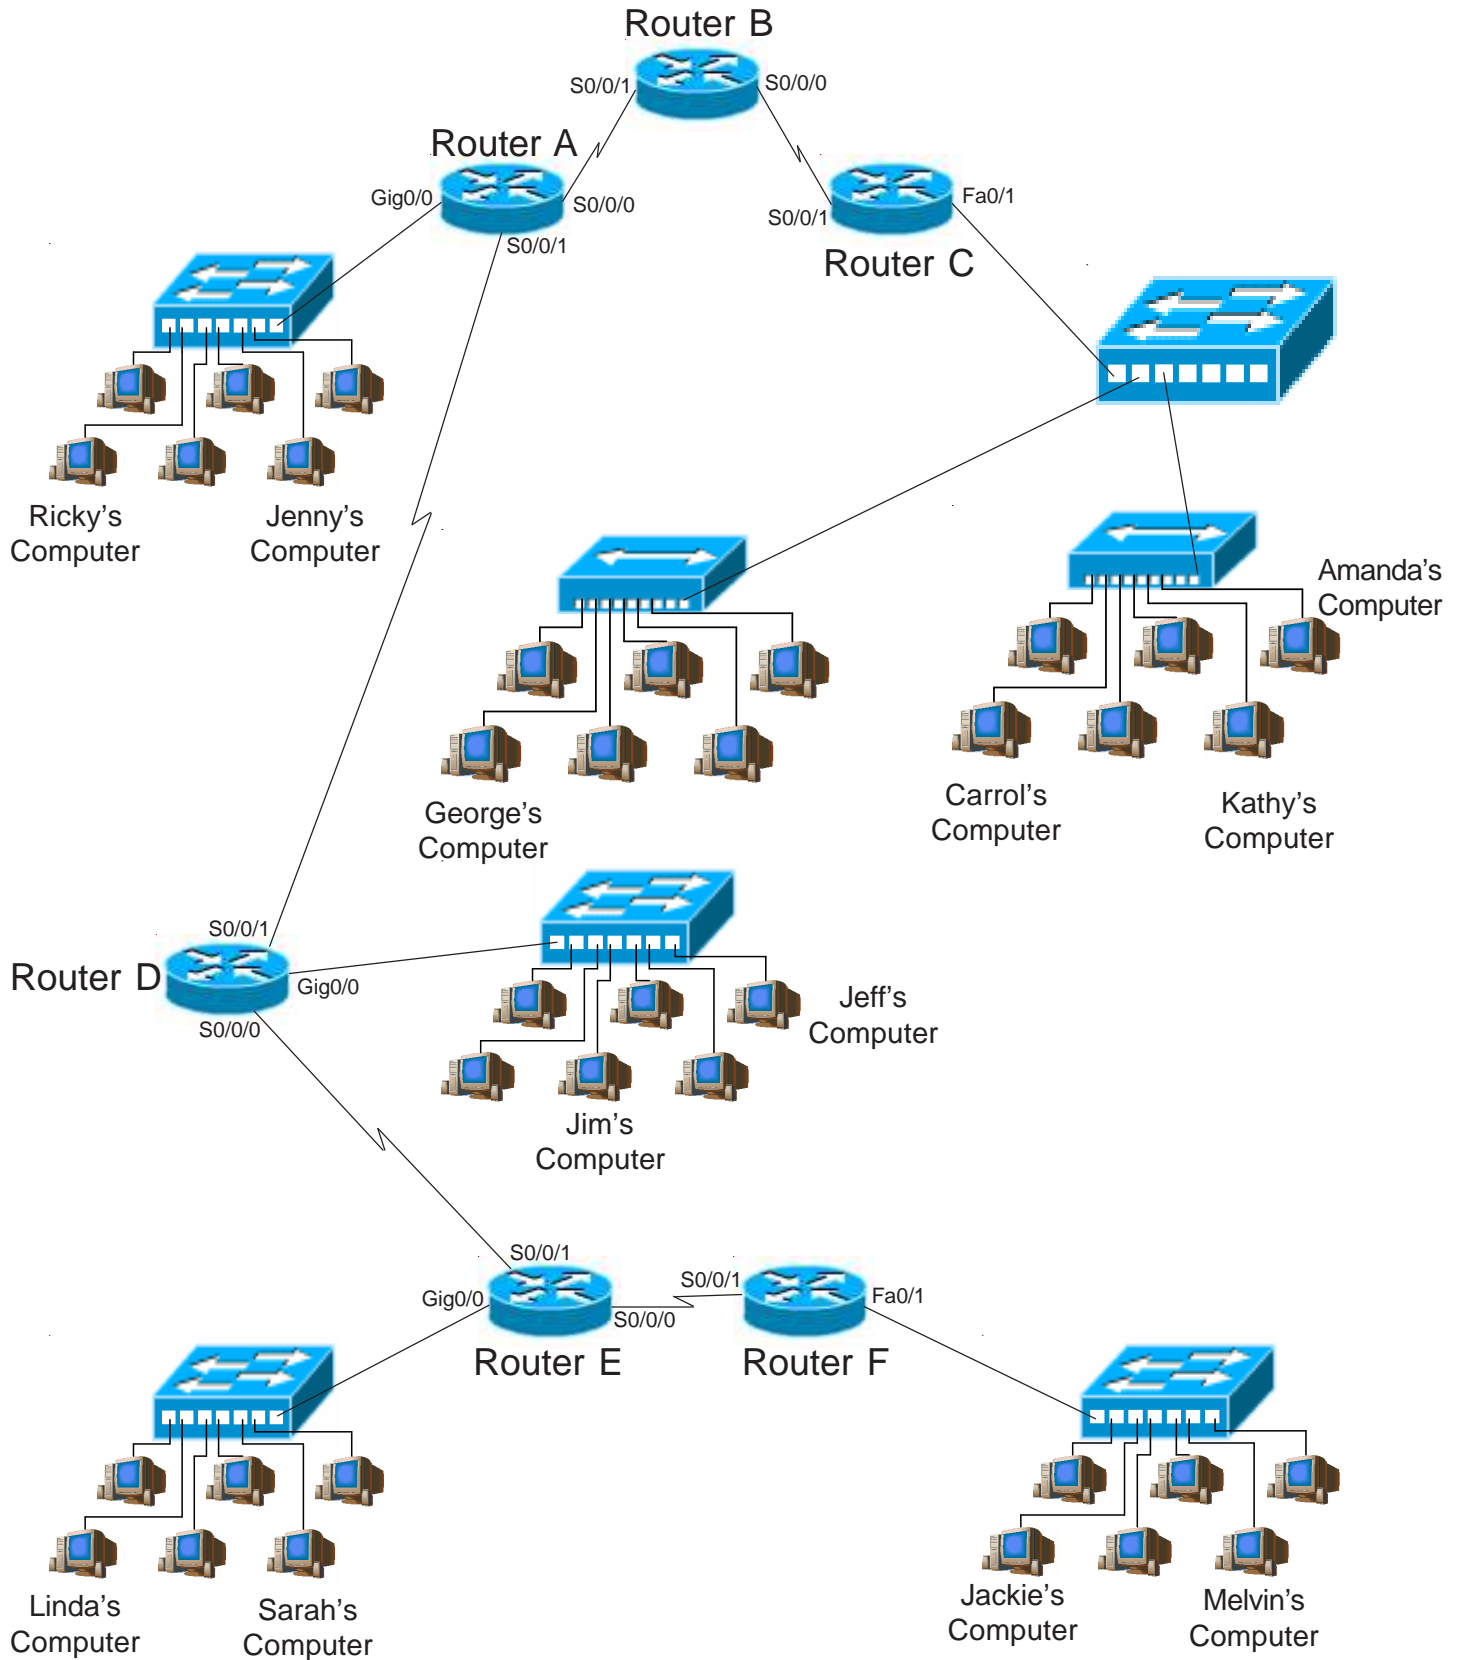 Router B
S0/0/1
S0/0/0
Router A
Gig0/0
S0/0/0
S0/0/1
Fa0/1
S0/0/1
Router C
Ricky's
Computer
Jenny's
Computer
Amanda's
Computer
George’s
Computer
Carrol’s
Computer
Kathy’s
Computer
S0/0/1
Router D
Gig0/0
S0/0/0
Jeff’s
Computer
Jim’s
Computer
S0/0/1
Gig0/0
S0/0/0
Router E
S0/0/1
Fa0/1
Router F
Linda’s
Computer
Sarah’s
Computer
Jackie’s
Computer
Melvin’s
Computer